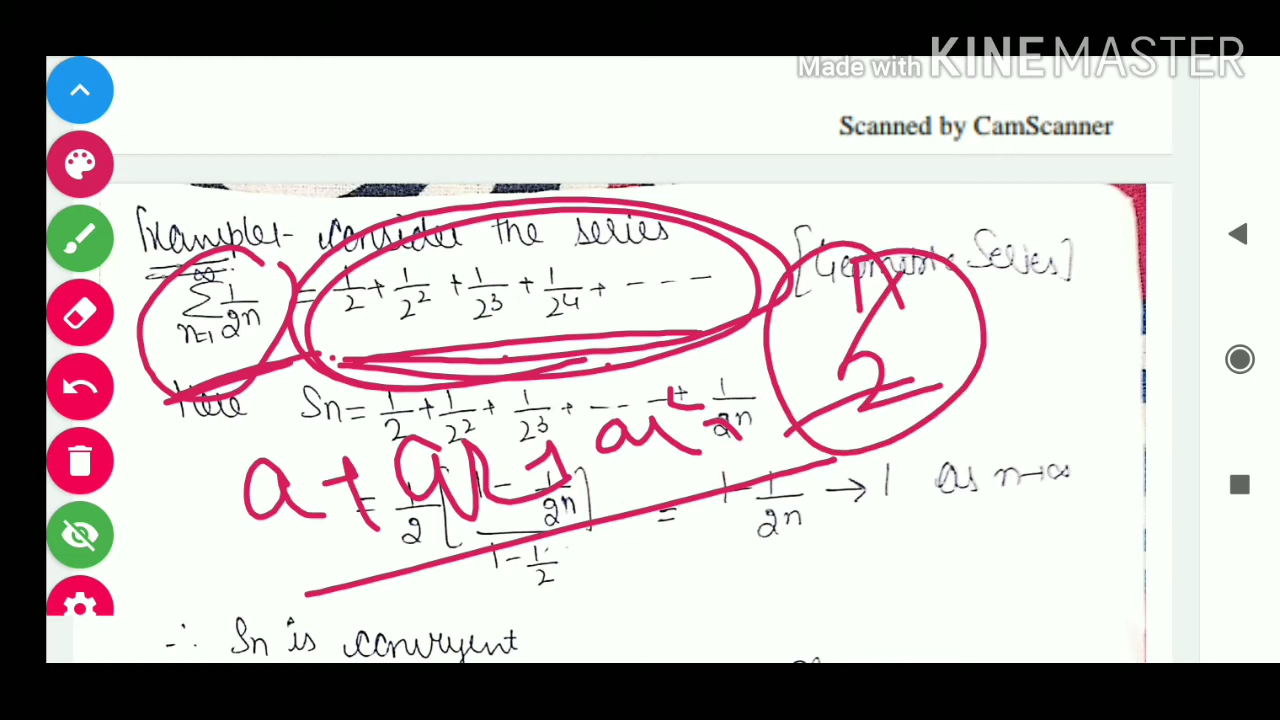 Made with KINEMASTER
Scanned by CamScanner
Example:- consider the series [Geometric Series]
∞
∑ 1/2ⁿ = 1/2 + 1/2² + 1/2³ + 1/2⁴ + - - - -
n=1
1/2
Here Sn = 1/2 + 1/2² + 1/2³ + - - - + 1/2ⁿ
a + ar + ar²
= 1/2 [ (1 - 1/2ⁿ) / (1 - 1/2) ] = 1 - 1/2ⁿ → 1 as n→∞
∴ Sn is convergent